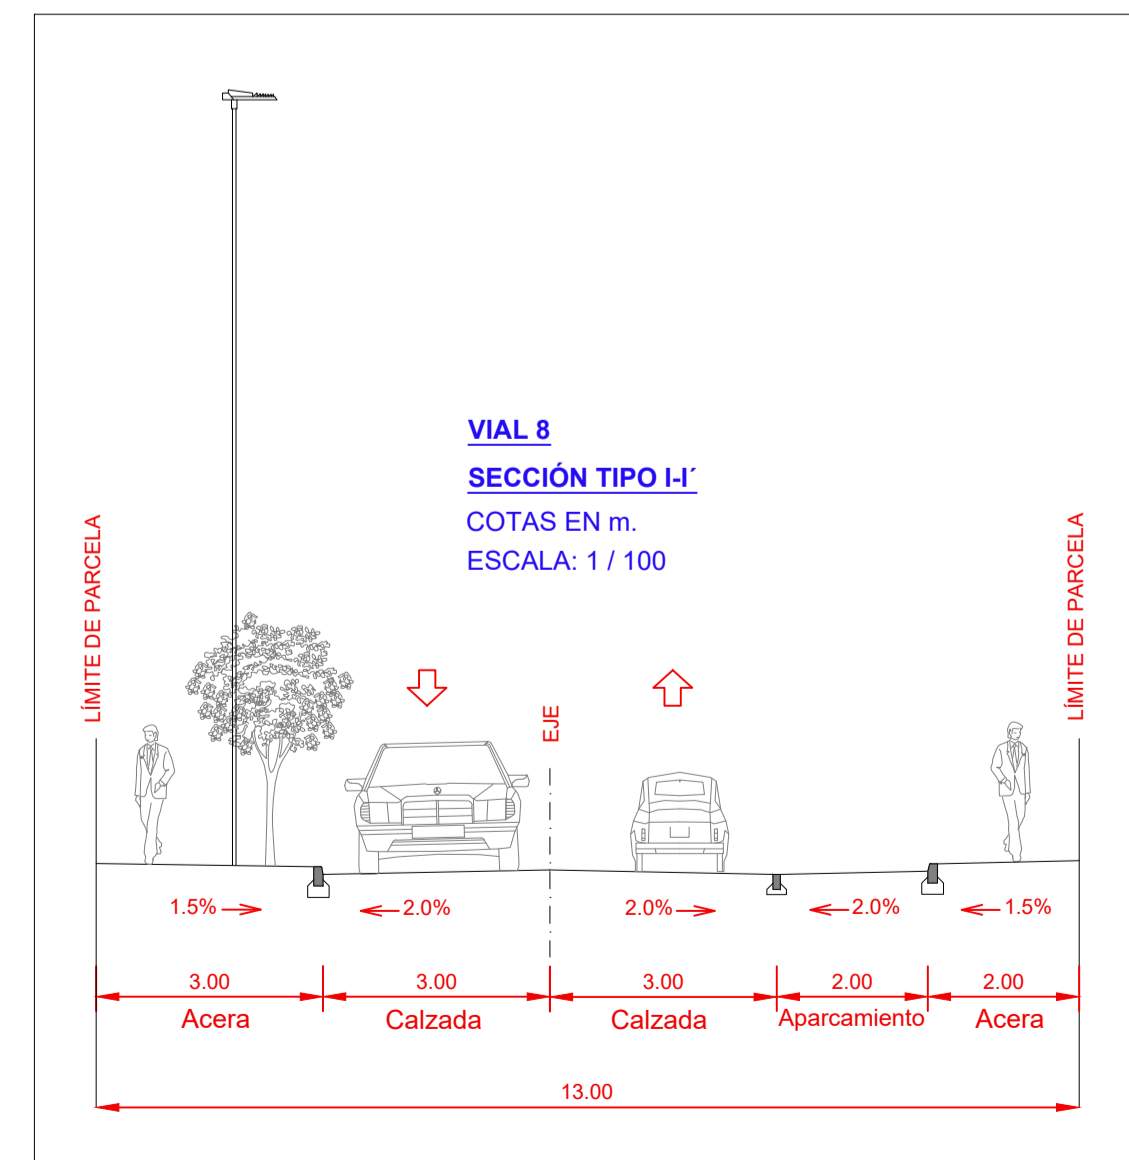 VIAL 8
SECCIÓN TIPO I-I´
COTAS EN m.
ESCALA: 1 / 100
LÍMITE DE PARCELA
EJE
LÍMITE DE PARCELA
1.5% 2.0% 2.0% 2.0% 1.5%
3.00 3.00 3.00 2.00 2.00
Acera Calzada Calzada Aparcamiento Acera
13.00